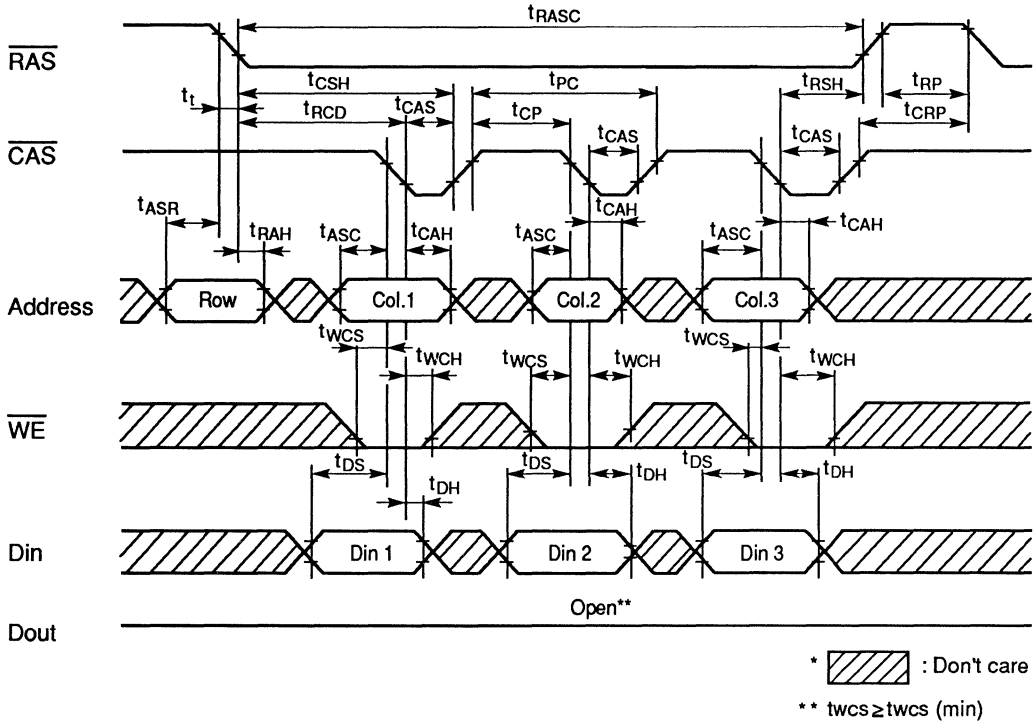 tRASC
RAS
tCSH
tPC
tRSH
tRP
tt
tRCD
tCAS
tCP
tCAS
tCAS
tCRP
CAS
tASR
tRAH
tASC
tCAH
tASC
tCAH
tASC
tCAH
Address
Row
Col.1
Col.2
Col.3
tWCS
tWCH
tWCS
tWCH
tWCS
tWCH
WE
tDS
tDH
tDS
tDH
tDS
tDH
Din
Din 1
Din 2
Din 3
Open**
Dout
* : Don't care
** twcs≥twcs (min)